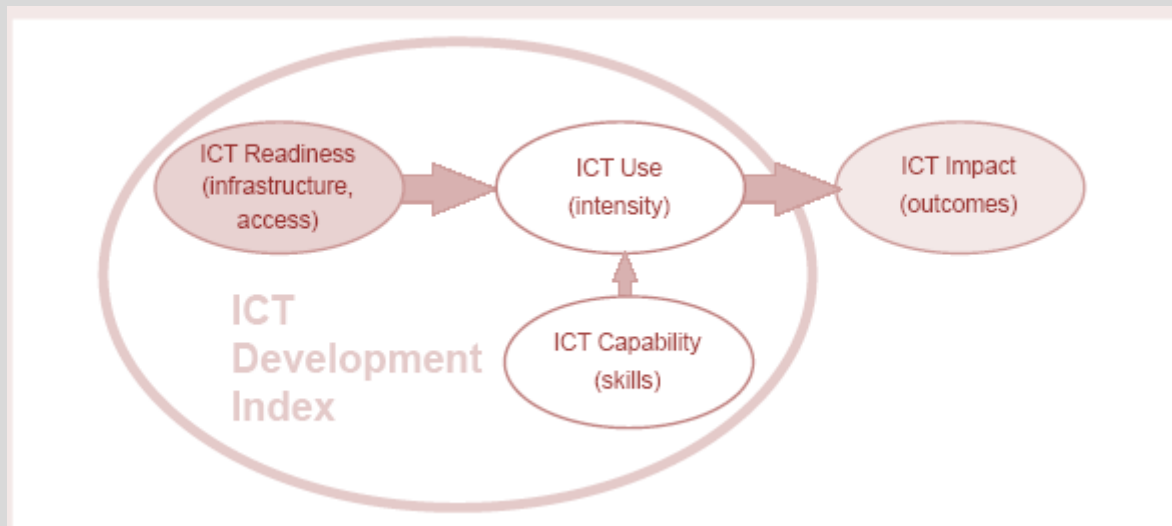 ICT Readiness
(infrastructure,
access)
ICT Use
(intensity)
ICT Impact
(outcomes)
ICT
Development
Index
ICT Capability
(skills)